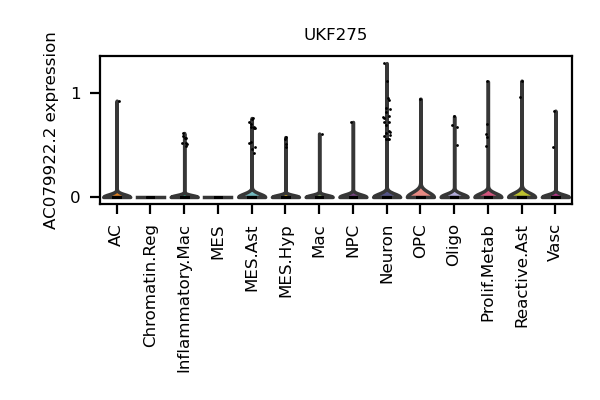 UKF275
AC079922.2 expression
1
0
AC
Chromatin.Reg
Inflammatory.Mac
MES
MES.Ast
MES.Hyp
Mac
NPC
Neuron
OPC
Oligo
Prolif.Metab
Reactive.Ast
Vasc